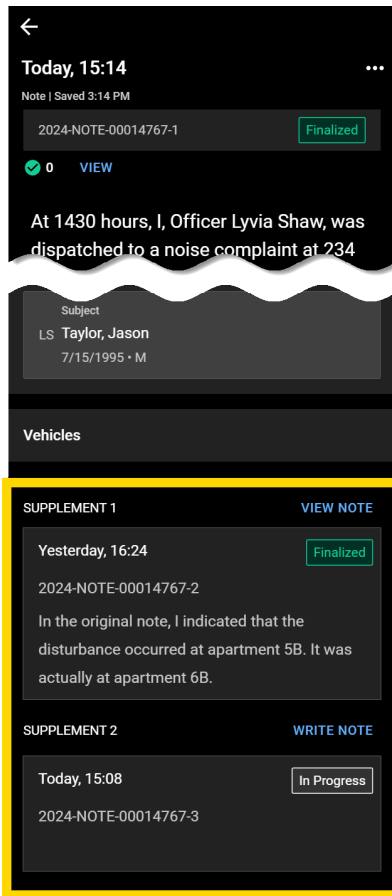 Today, 15:14
Note | Saved 3:14 PM
2024-NOTE-00014767-1 Finalized
0 VIEW
At 1430 hours, I, Officer Lyvia Shaw, was
dispatched to a noise complaint at 234
Subject
LS Taylor, Jason
7/15/1995 • M
Vehicles
SUPPLEMENT 1 VIEW NOTE
Yesterday, 16:24 Finalized
2024-NOTE-00014767-2
In the original note, I indicated that the
disturbance occurred at apartment 5B. It was
actually at apartment 6B.
SUPPLEMENT 2 WRITE NOTE
Today, 15:08 In Progress
2024-NOTE-00014767-3